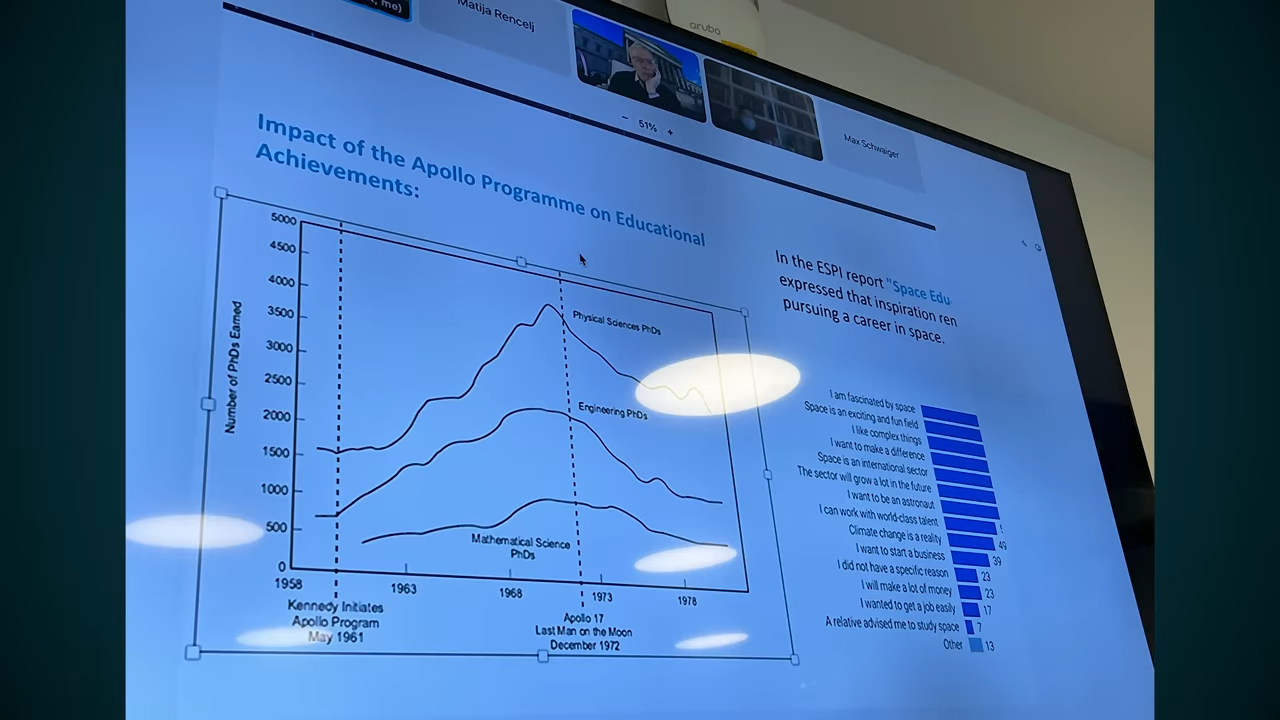 , me)
Matija Rencelj
aruba
51%
Max Schwaiger
Impact of the Apollo Programme on Educational
Achievements:
5000
4500
4000
3500
3000
2500
2000
1500
1000
500
0
Number of PhDs Earned
Physical Sciences PhDs
Engineering PhDs
Mathematical Science
PhDs
1958
1963
1968
1973
1978
Kennedy Initiates
Apollo Program
May 1961
Apollo 17
Last Man on the Moon
December 1972
In the ESPI report "Space Edu
expressed that inspiration ren
pursuing a career in space.
I am fascinated by space
Space is an exciting and fun field
I like complex things
I want to make a difference
Space is an international sector
The sector will grow a lot in the future
I want to be an astronaut
I can work with world-class talent
Climate change is a reality 49
I want to start a business 39
I did not have a specific reason 23
I will make a lot of money 23
I wanted to get a job easily 17
A relative advised me to study space 7
Other 13